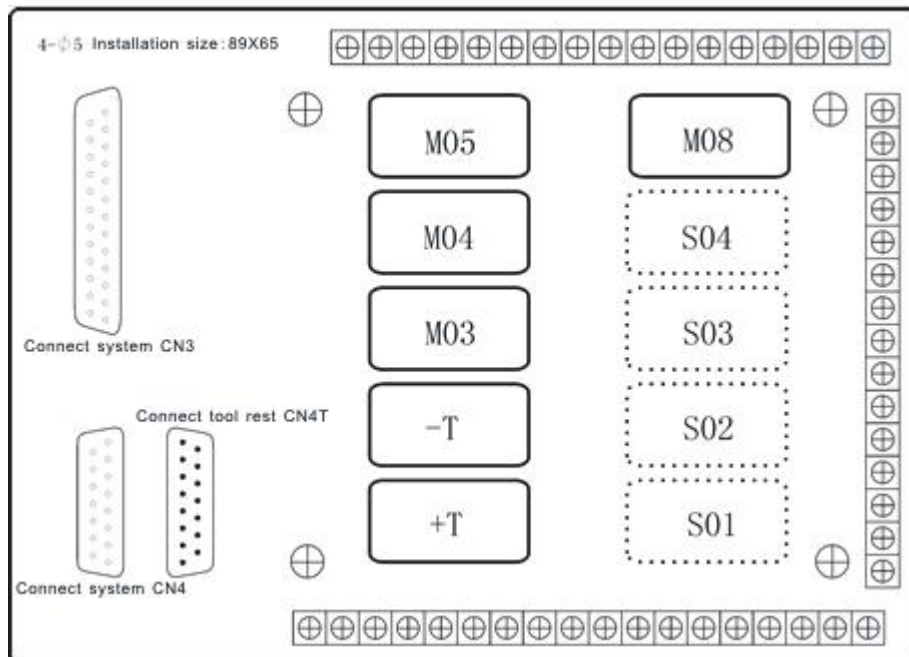 4-Φ5 Installation size:89X65
M05 M08
M04 S04
M03 S03
Connect system CN3
Connect tool rest CN4T
-T S02
+T S01
Connect system CN4